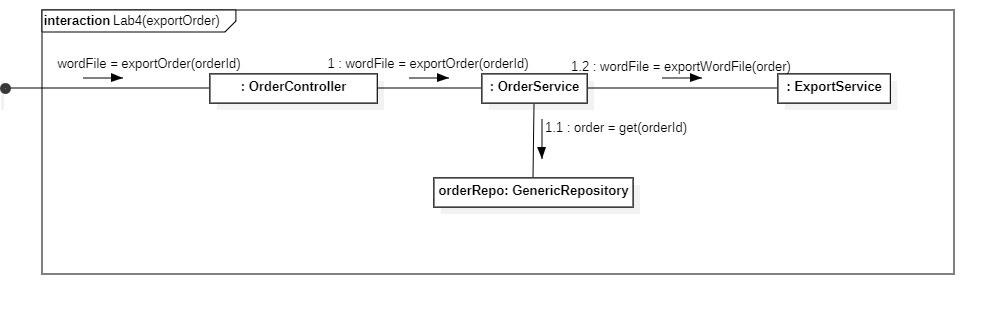 interaction Lab4(exportOrder)
wordFile = exportOrder(orderId)
1 : wordFile = exportOrder(orderId)
1.2 : wordFile = exportWordFile(order)
: OrderController
: OrderService
: ExportService
1.1 : order = get(orderId)
orderRepo: GenericRepository